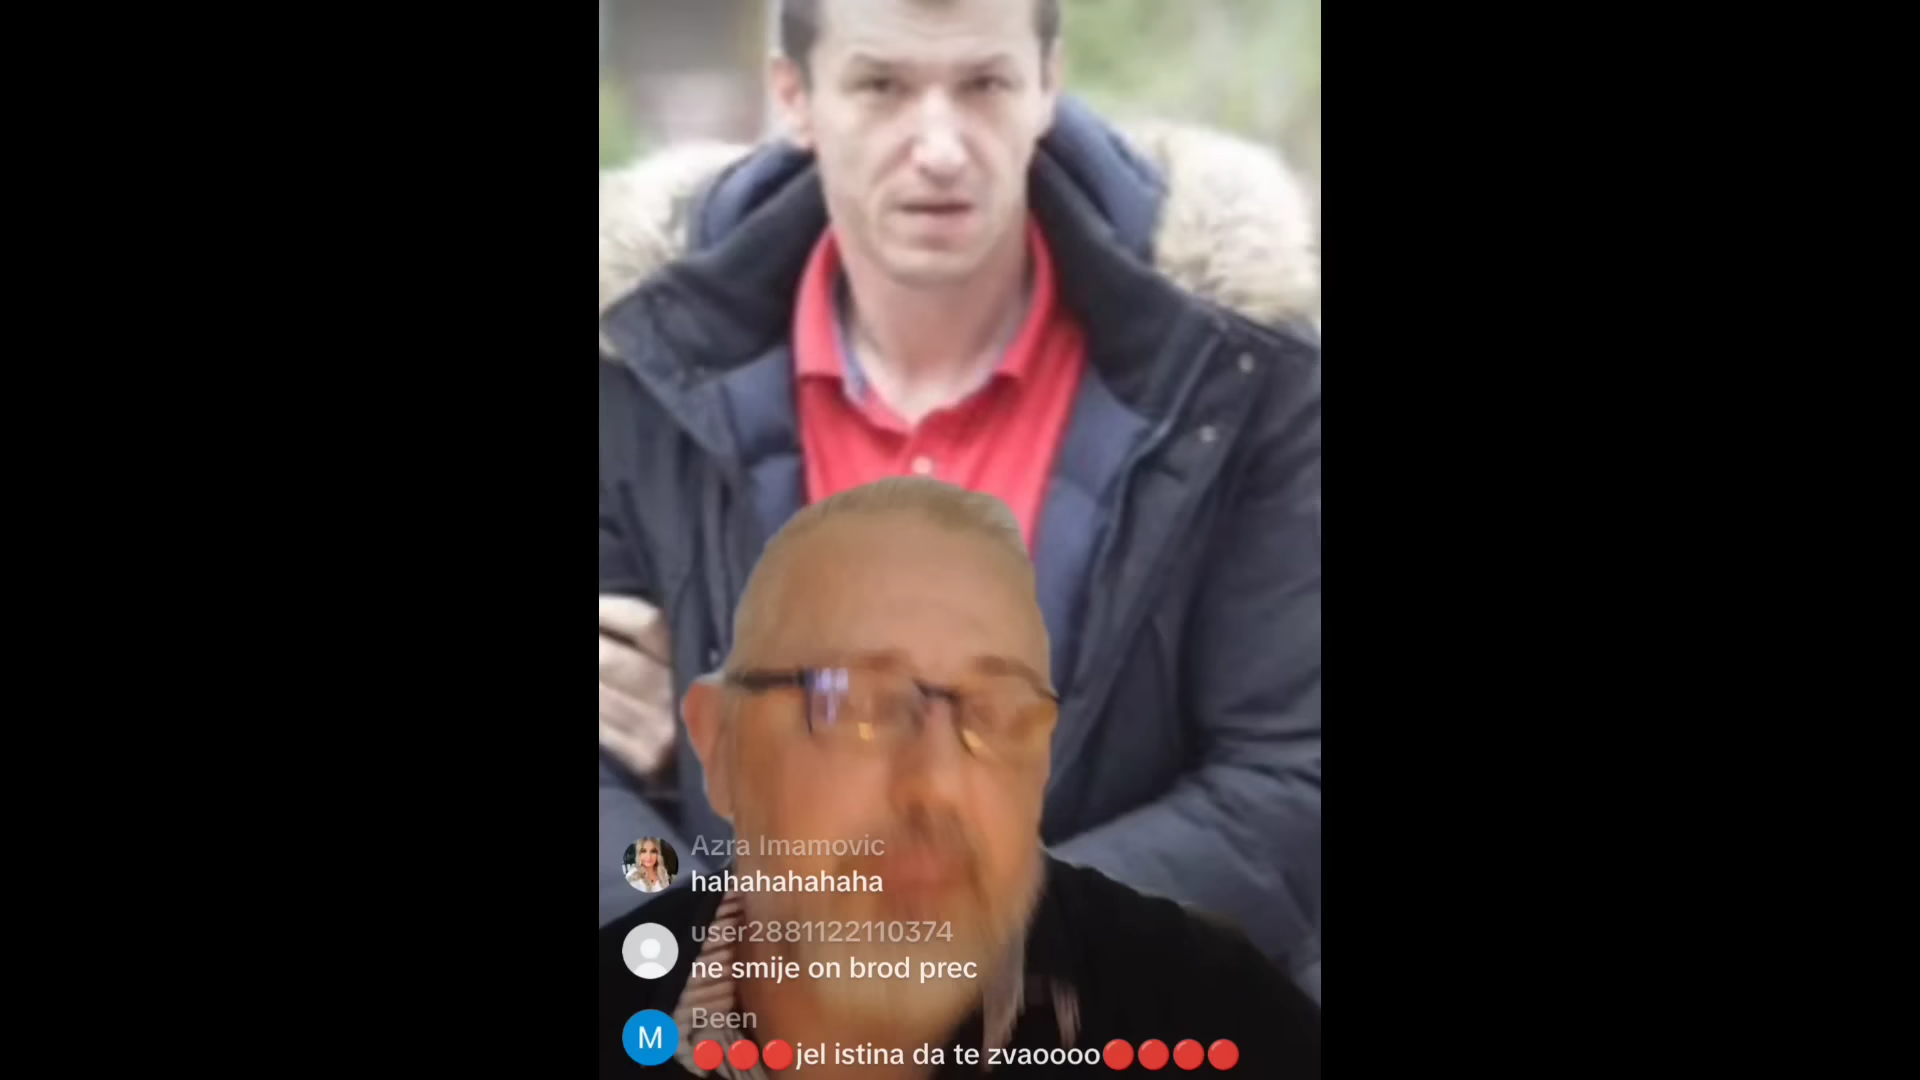 Azra Imamovic
hahahahahaha
user2881122110374
ne smije on brod prec
M Been
🔴🔴🔴jel istina da te zvaoooo🔴🔴🔴🔴